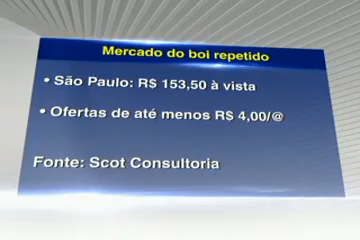 Mercado do boi repetido
• São Paulo: R$ 153,50 à vista
• Ofertas de até menos R$ 4,00/@
Fonte: Scot Consultoria